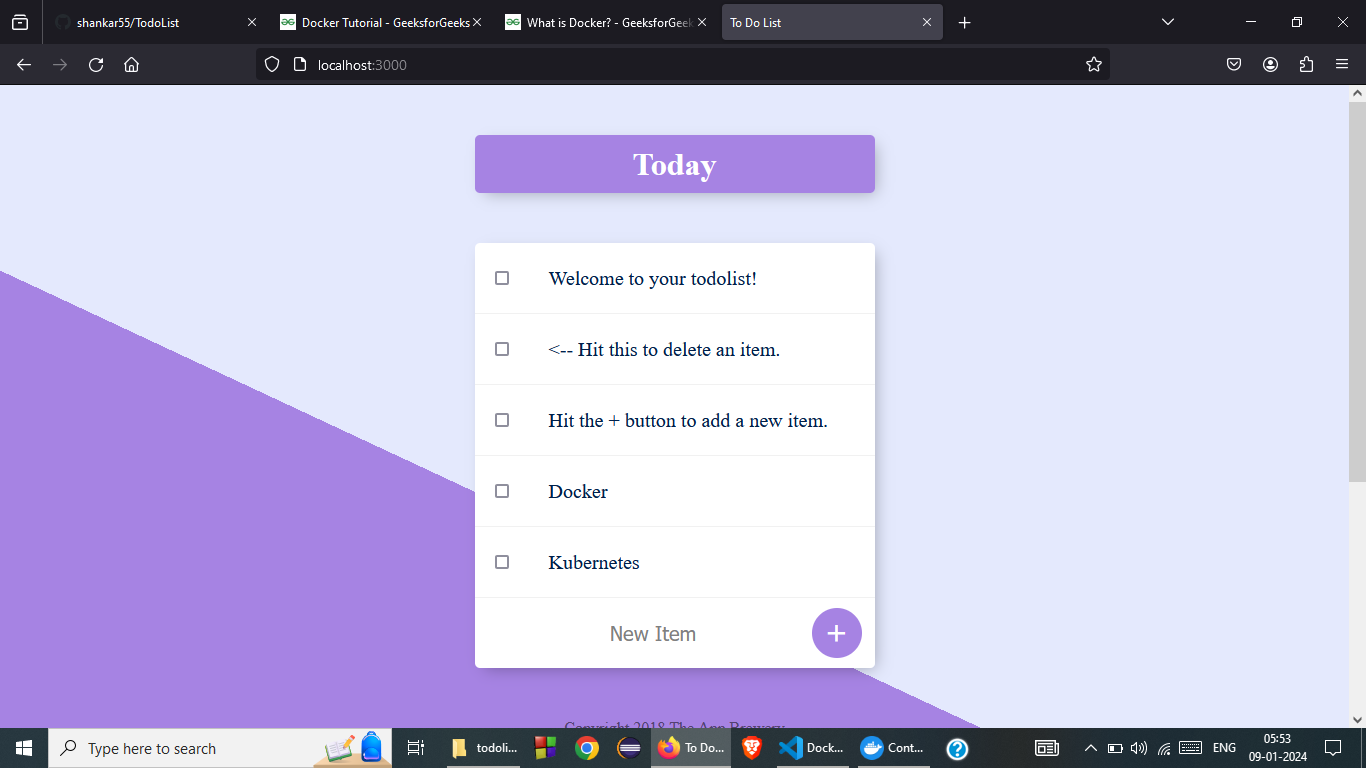 shankar55/TodoList
Docker Tutorial - GeeksforGeeks
What is Docker? - GeeksforGeek
To Do List
localhost:3000
Today
Welcome to your todolist!
<-- Hit this to delete an item.
Hit the + button to add a new item.
Docker
Kubernetes
New Item
Copyright 2018 The App Brewery
Type here to search
todoli...
To Do...
Dock...
Cont...
ENG
05:53
09-01-2024